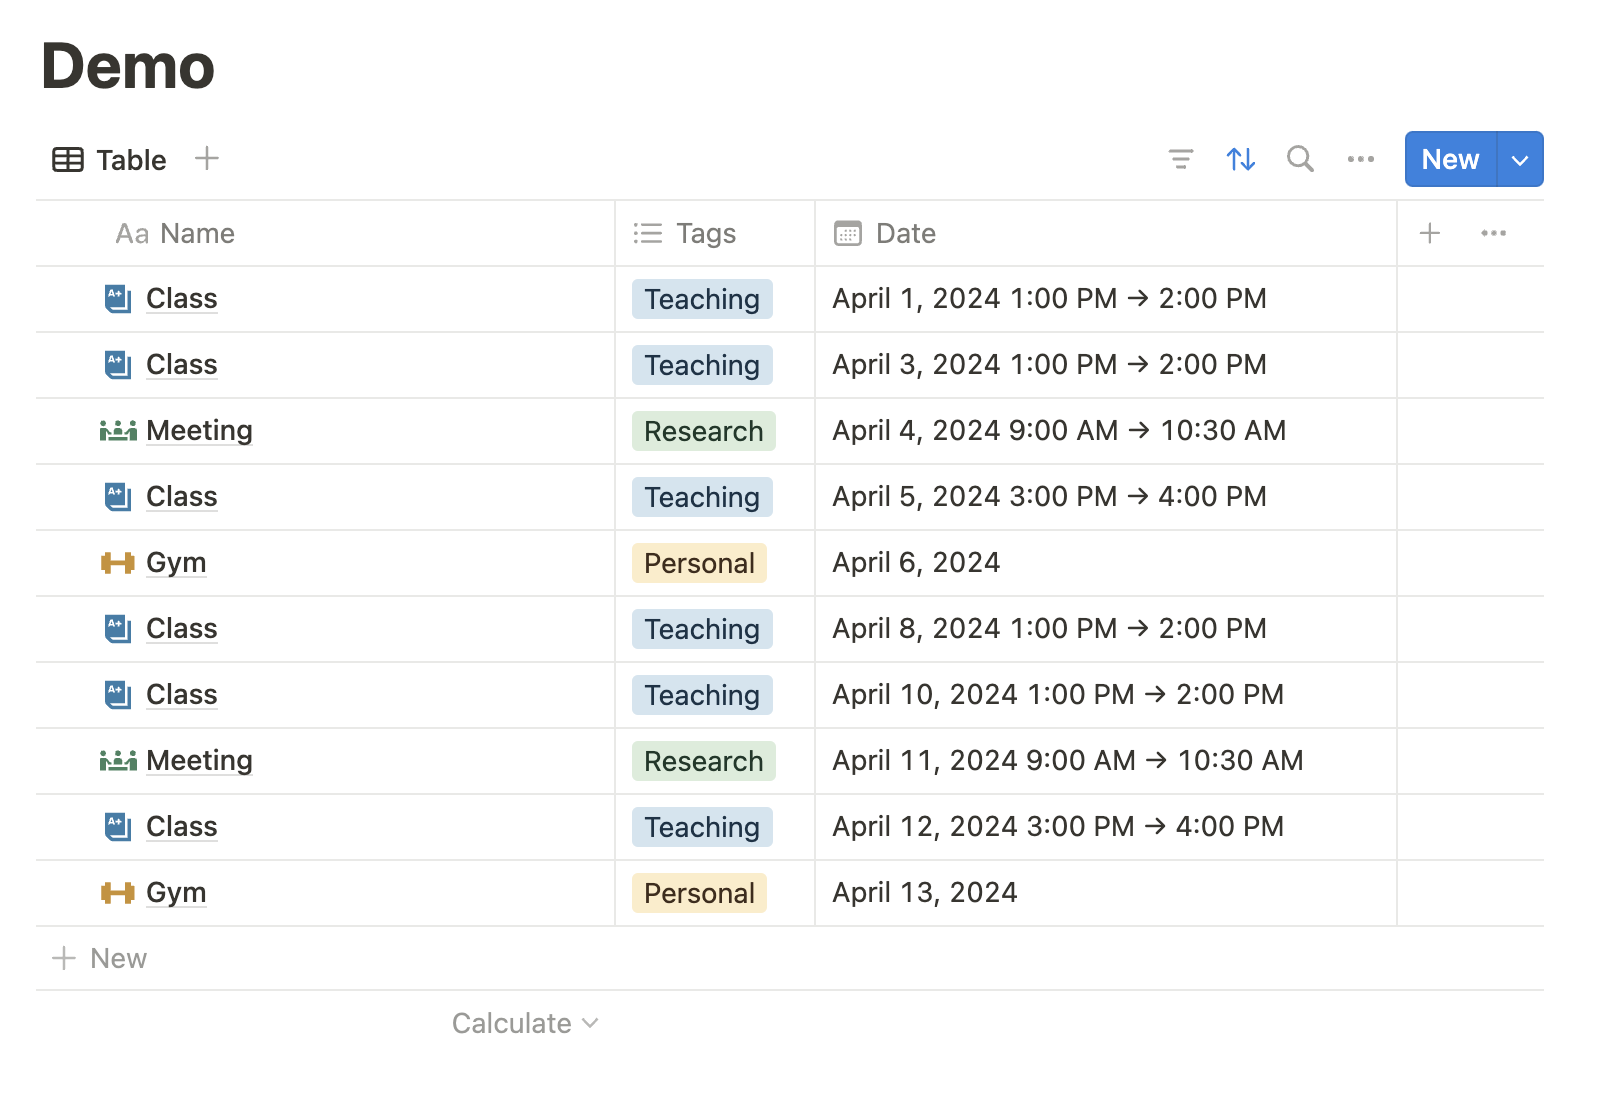 Demo
Table
New
Aa Name Tags Date
Class Teaching April 1, 2024 1:00 PM → 2:00 PM
Class Teaching April 3, 2024 1:00 PM → 2:00 PM
Meeting Research April 4, 2024 9:00 AM → 10:30 AM
Class Teaching April 5, 2024 3:00 PM → 4:00 PM
Gym Personal April 6, 2024
Class Teaching April 8, 2024 1:00 PM → 2:00 PM
Class Teaching April 10, 2024 1:00 PM → 2:00 PM
Meeting Research April 11, 2024 9:00 AM → 10:30 AM
Class Teaching April 12, 2024 3:00 PM → 4:00 PM
Gym Personal April 13, 2024
New
Calculate